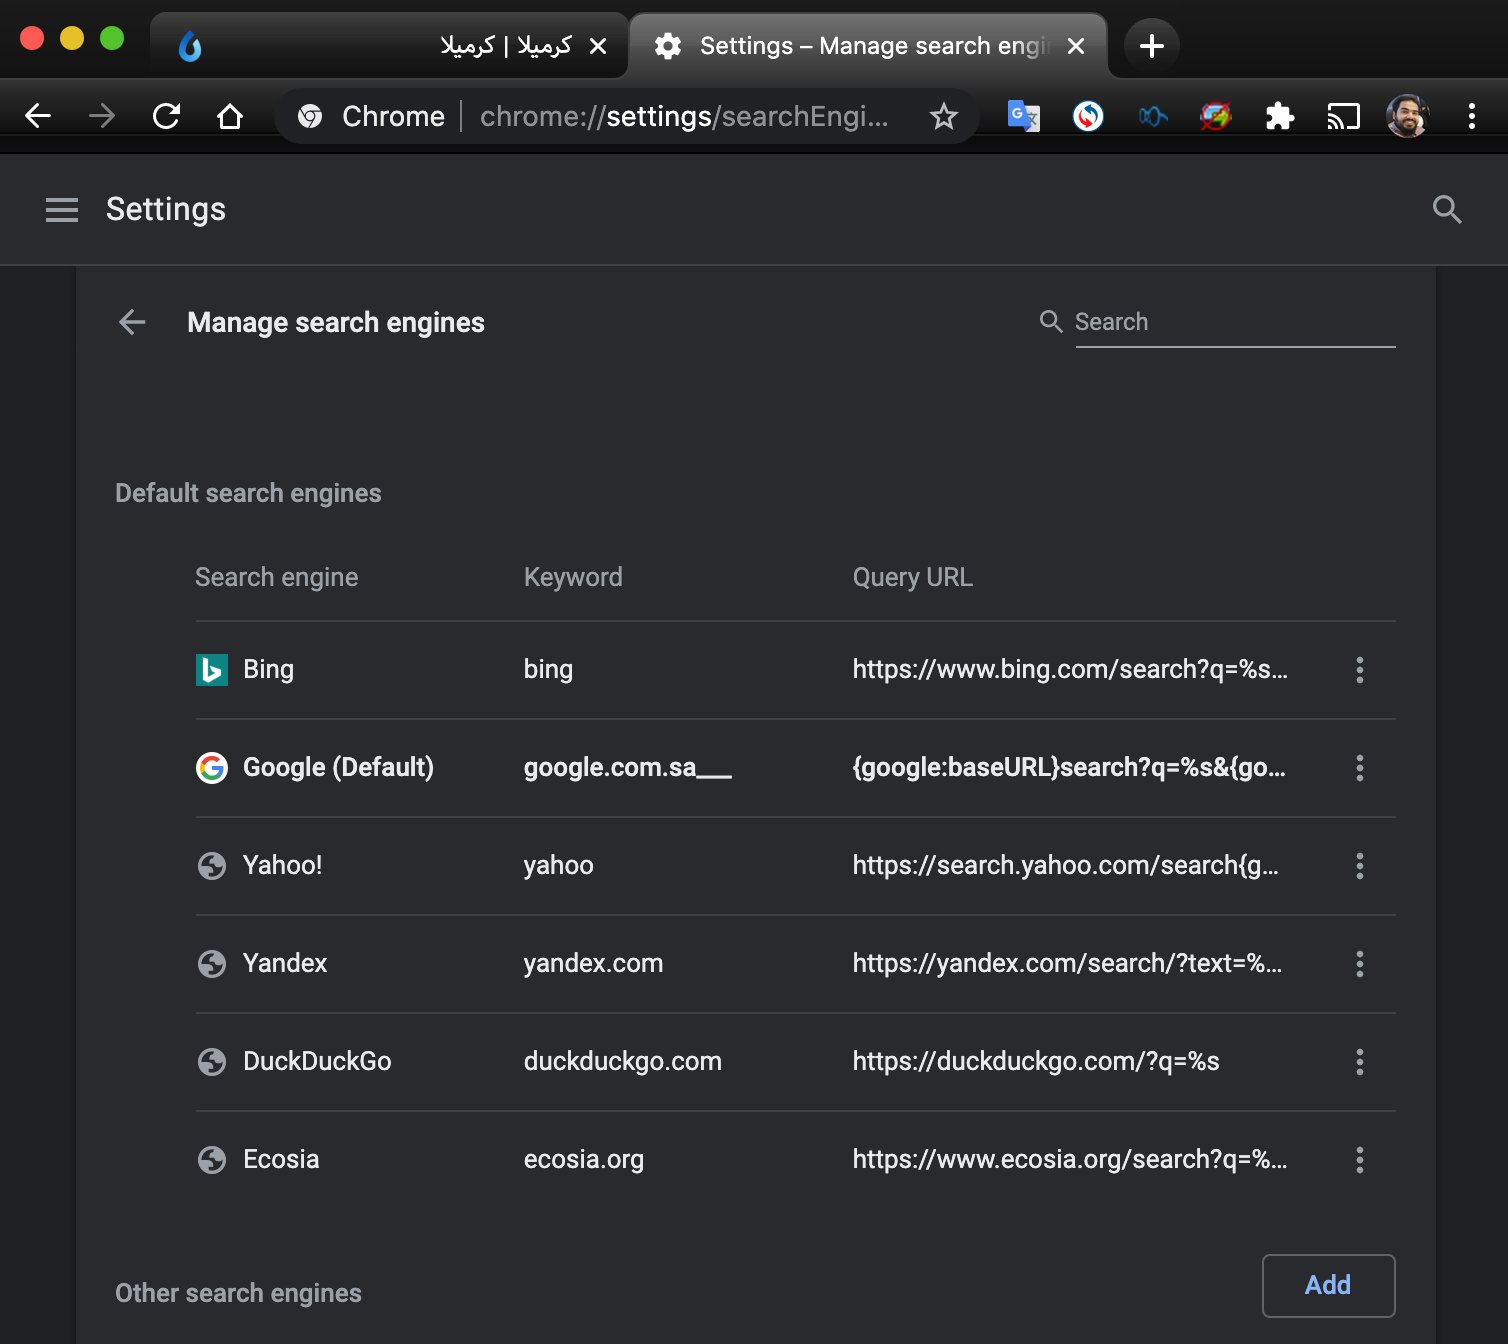 كرميلا | كرميلا
Settings – Manage search engi
Chrome | chrome://settings/searchEngi...
Settings
Manage search engines
Search
Default search engines
Search engine Keyword Query URL
Bing bing https://www.bing.com/search?q=%s...
Google (Default) google.com.sa___ {google:baseURL}search?q=%s&{go...
Yahoo! yahoo https://search.yahoo.com/search{g...
Yandex yandex.com https://yandex.com/search/?text=%...
DuckDuckGo duckduckgo.com https://duckduckgo.com/?q=%s
Ecosia ecosia.org https://www.ecosia.org/search?q=%...
Other search engines
Add